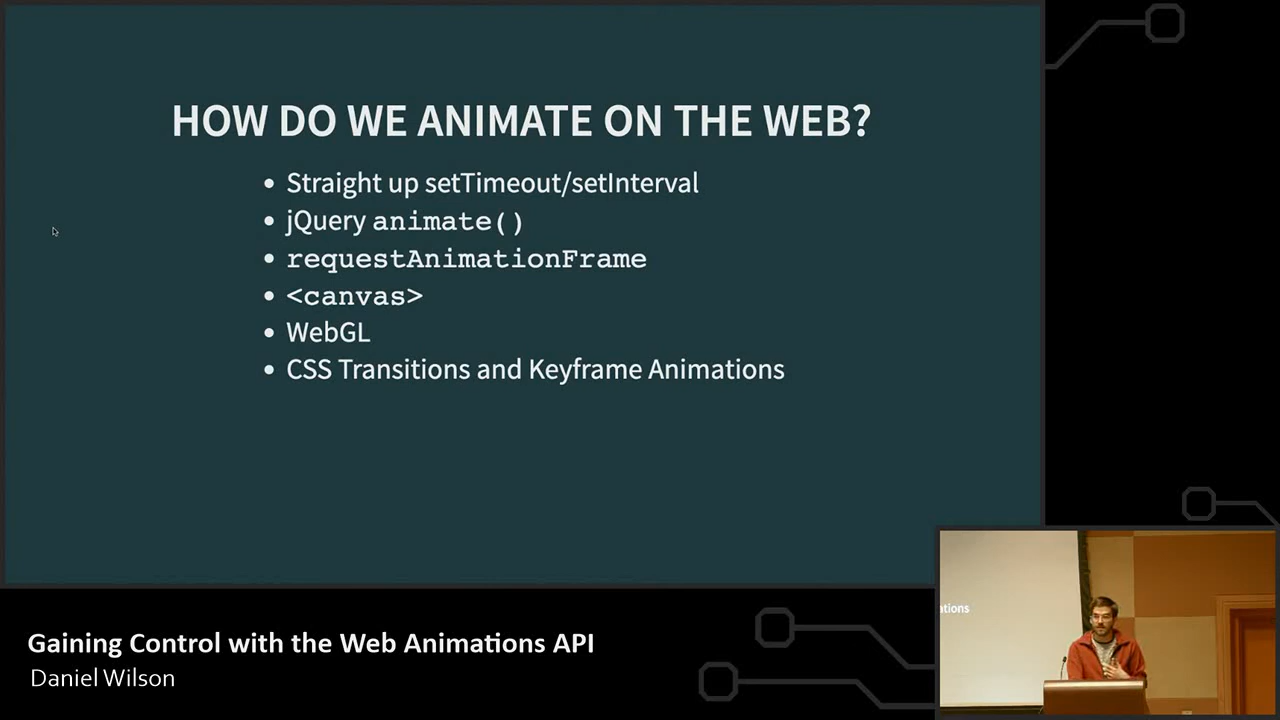 HOW DO WE ANIMATE ON THE WEB?
• Straight up setTimeout/setInterval
• jQuery animate()
• requestAnimationFrame
• <canvas>
• WebGL
• CSS Transitions and Keyframe Animations
ations
Gaining Control with the Web Animations API
Daniel Wilson